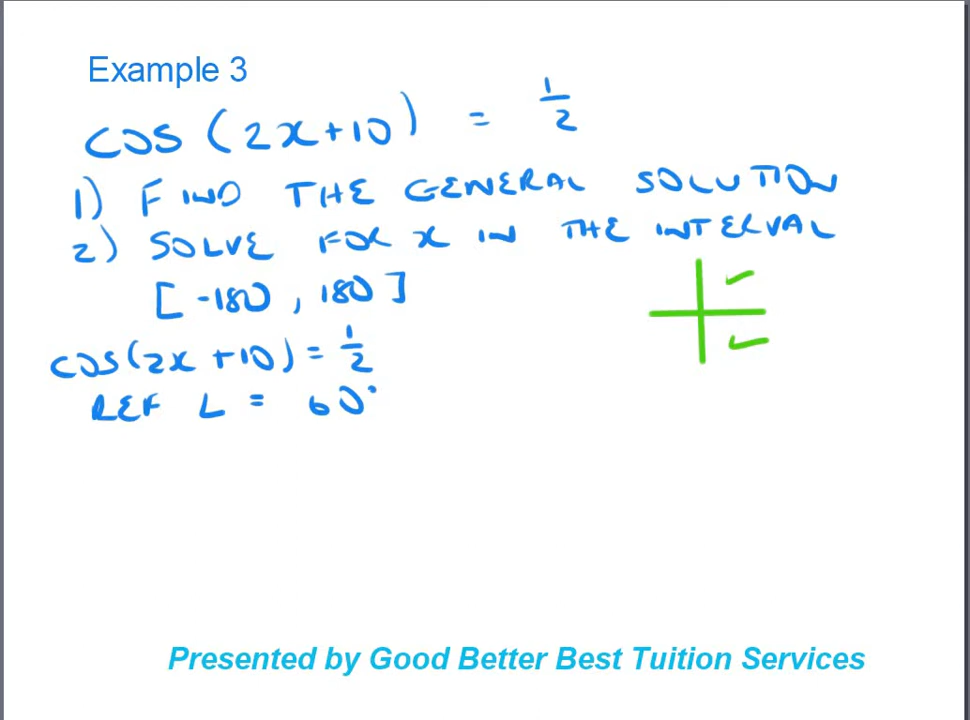 Example 3
cos (2x+10) = 1/2
1) FIND THE GENERAL SOLUTION
2) SOLVE FOR x IN THE INTERVAL
[-180, 180]
cos(2x +10) = 1/2
REF L = 60°
Presented by Good Better Best Tuition Services